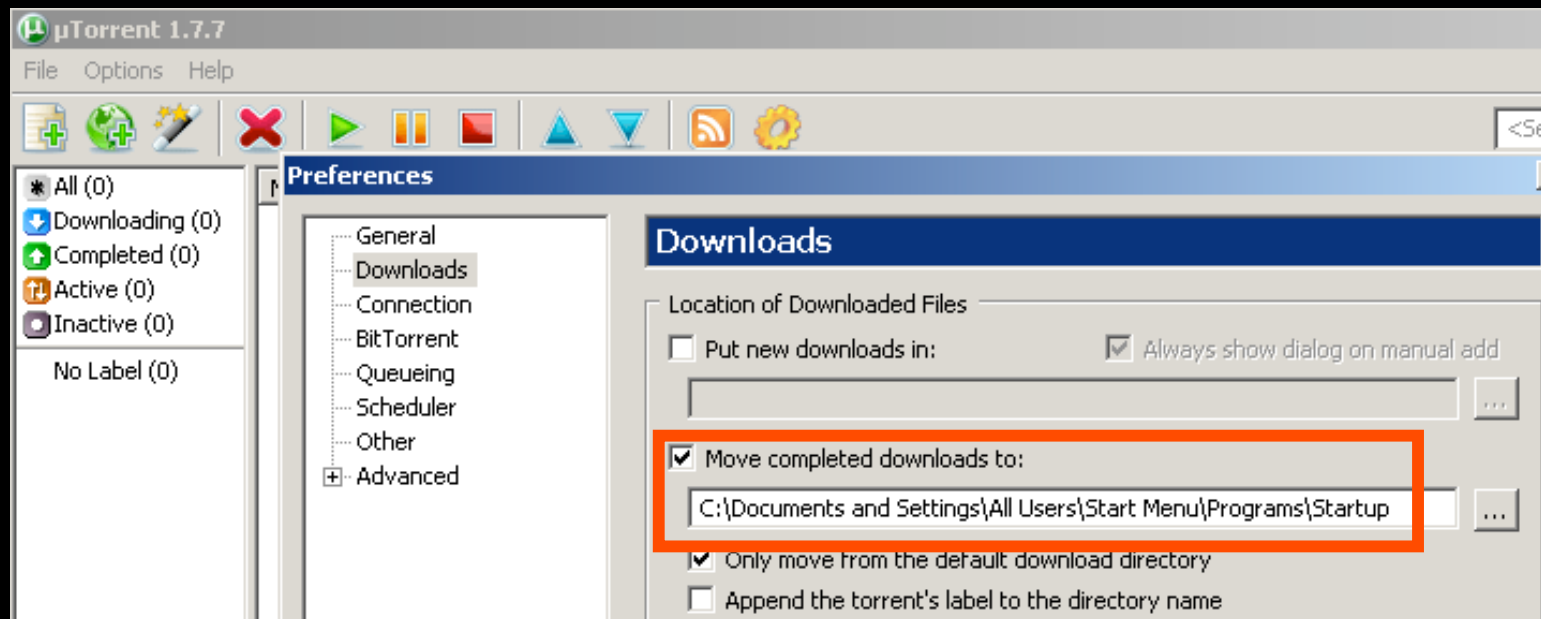 µTorrent 1.7.7
File Options Help
<Se
All (0)
Downloading (0)
Completed (0)
Active (0)
Inactive (0)
No Label (0)
Preferences
General
Downloads
Connection
BitTorrent
Queueing
Scheduler
Other
Advanced
Downloads
Location of Downloaded Files
Put new downloads in: Always show dialog on manual add
...
Move completed downloads to:
C:\Documents and Settings\All Users\Start Menu\Programs\Startup ...
Only move from the default download directory
Append the torrent's label to the directory name